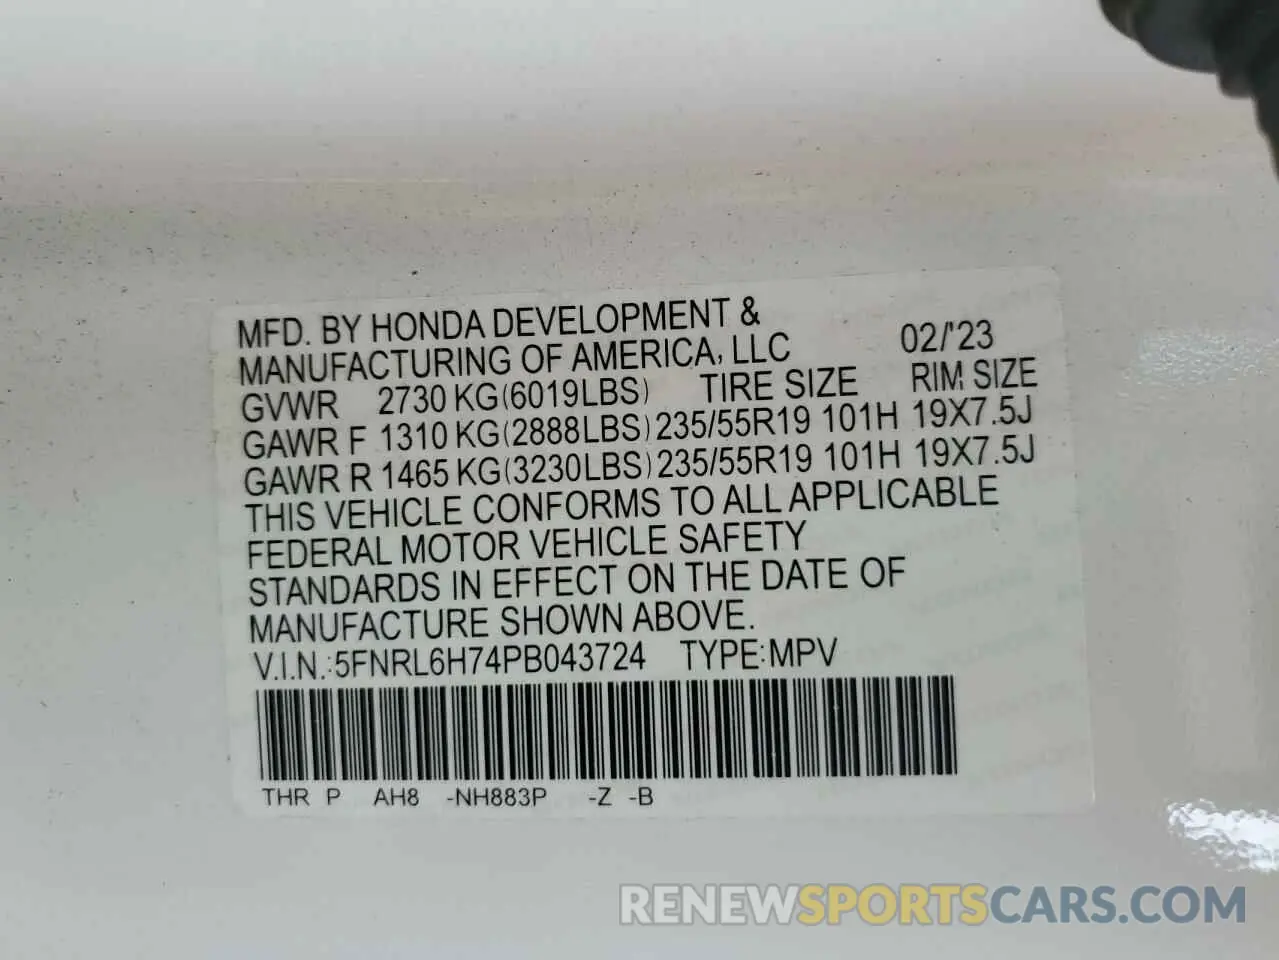 MFD. BY HONDA DEVELOPMENT &
MANUFACTURING OF AMERICA, LLC 02/'23
GVWR 2730 KG(6019LBS) TIRE SIZE RIM SIZE
GAWR F 1310 KG(2888LBS) 235/55R19 101H 19X7.5J
GAWR R 1465 KG(3230LBS) 235/55R19 101H 19X7.5J
THIS VEHICLE CONFORMS TO ALL APPLICABLE
FEDERAL MOTOR VEHICLE SAFETY
STANDARDS IN EFFECT ON THE DATE OF
MANUFACTURE SHOWN ABOVE.
V.I.N.:5FNRL6H74PB043724 TYPE:MPV
THR P AH8 -NH883P -Z -B
RENEWSPORTSCARS.COM